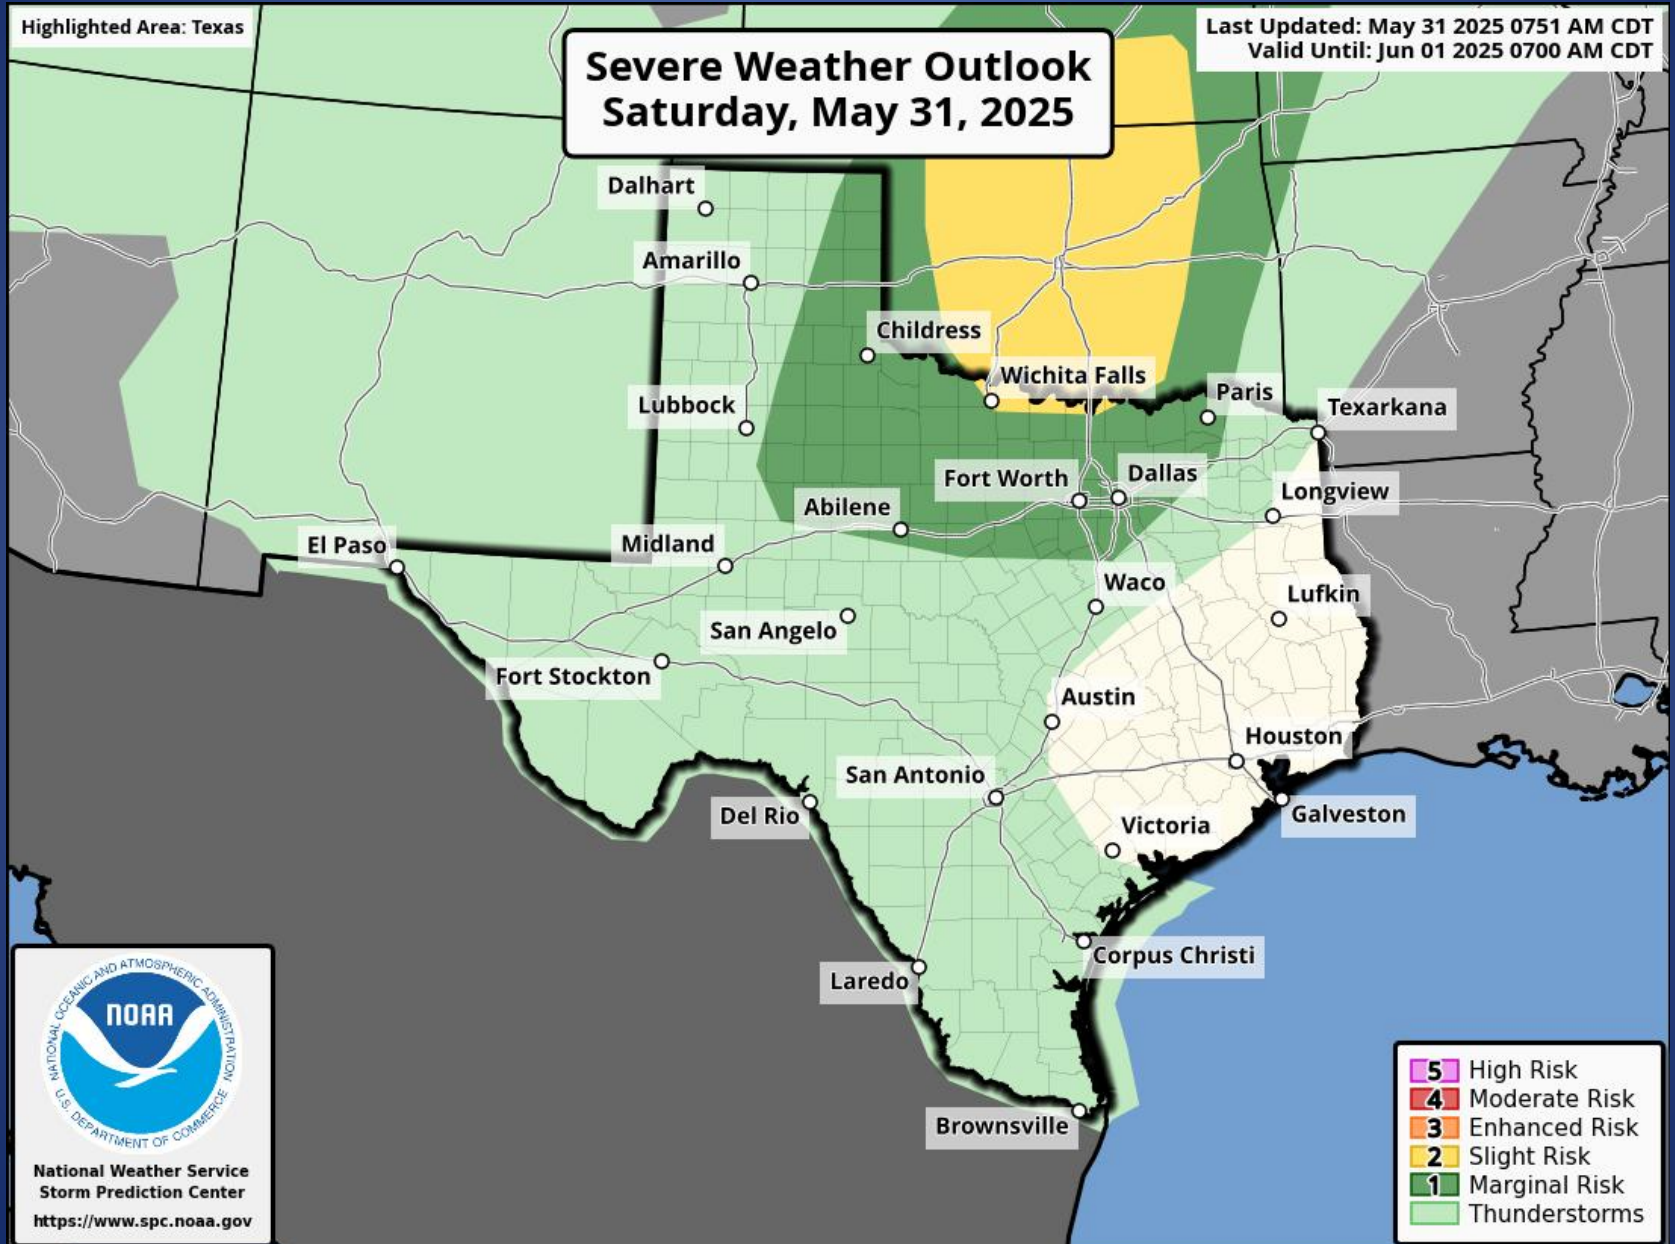 Highlighted Area: Texas
Severe Weather Outlook
Saturday, May 31, 2025
Last Updated: May 31 2025 0751 AM CDT
Valid Until: Jun 01 2025 0700 AM CDT
Dalhart
Amarillo
Childress
Wichita Falls
Paris
Lubbock
Texarkana
Fort Worth
Dallas
Longview
Abilene
El Paso
Midland
Waco
Lufkin
San Angelo
Fort Stockton
Austin
Houston
San Antonio
Del Rio
Galveston
Victoria
Corpus Christi
Laredo
Brownsville
NATIONAL OCEANIC AND ATMOSPHERIC ADMINISTRATION
NOAA
U.S. DEPARTMENT OF COMMERCE
National Weather Service
Storm Prediction Center
https://www.spc.noaa.gov
5 High Risk
4 Moderate Risk
3 Enhanced Risk
2 Slight Risk
1 Marginal Risk
Thunderstorms